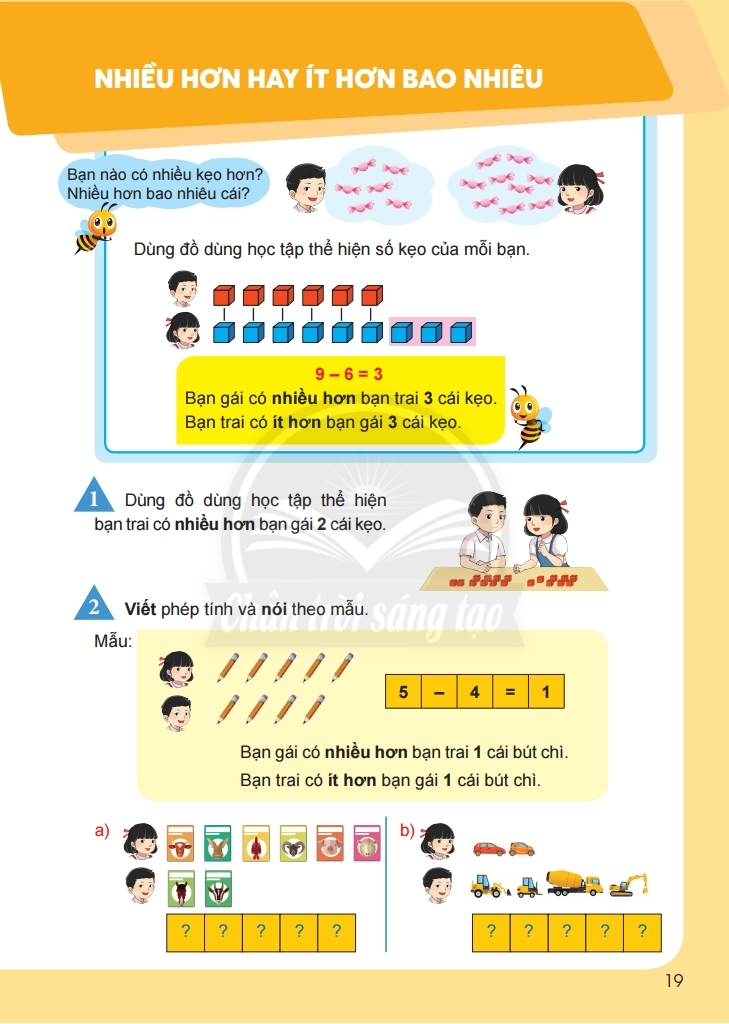 NHIỀU HƠN HAY ÍT HƠN BAO NHIÊU
Bạn nào có nhiều kẹo hơn?
Nhiều hơn bao nhiêu cái?
Dùng đồ dùng học tập thể hiện số kẹo của mỗi bạn.
9 – 6 = 3
Bạn gái có nhiều hơn bạn trai 3 cái kẹo.
Bạn trai có ít hơn bạn gái 3 cái kẹo.
1 Dùng đồ dùng học tập thể hiện
bạn trai có nhiều hơn bạn gái 2 cái kẹo.
2 Viết phép tính và nói theo mẫu.
Chân trời sáng tạo
Mẫu:
5 – 4 = 1
Bạn gái có nhiều hơn bạn trai 1 cái bút chì.
Bạn trai có ít hơn bạn gái 1 cái bút chì.
a)
? ? ? ? ?
b)
? ? ? ? ?
19